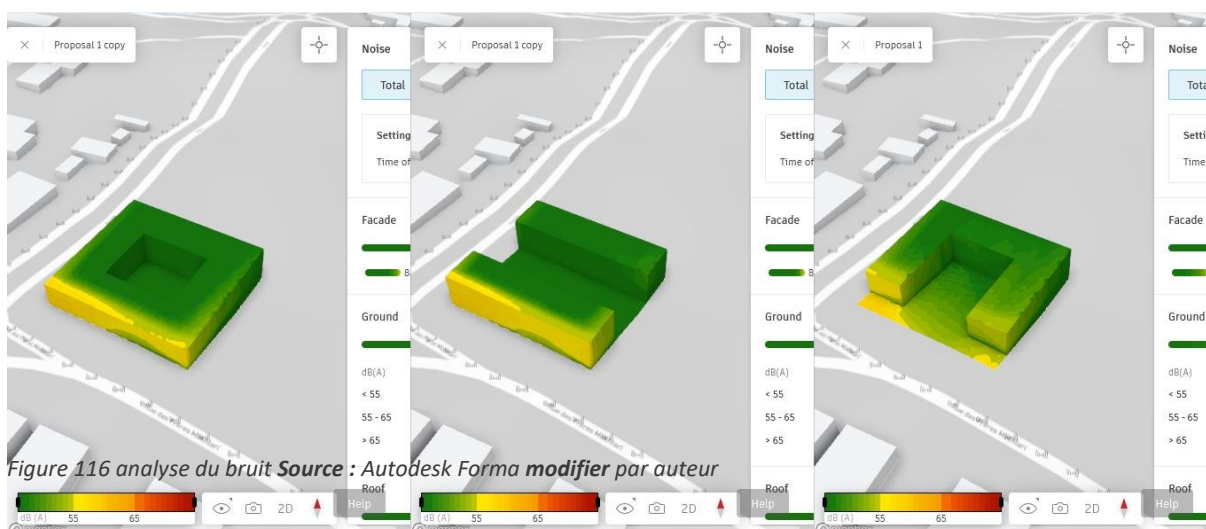 × Proposal 1 copy
Noise
Total
Setting
Time of
Facade
Ground
dB(A)
< 55
55 - 65
> 65
Roof
dB (A) 55 65
2D
Help
× Proposal 1 copy
Noise
Total
Setting
Time of
Facade
8
Ground
dB(A)
< 55
55 - 65
> 65
Roof
dB (A) 55 65
2D
Help
× Proposal 1
Noise
Tota
Setti
Time
Facade
Ground
dB(A)
< 55
55 - 65
> 65
Roof
dB (A) 55 65
2D
Help
Figure 116 analyse du bruit Source : Autodesk Forma modifier par auteur